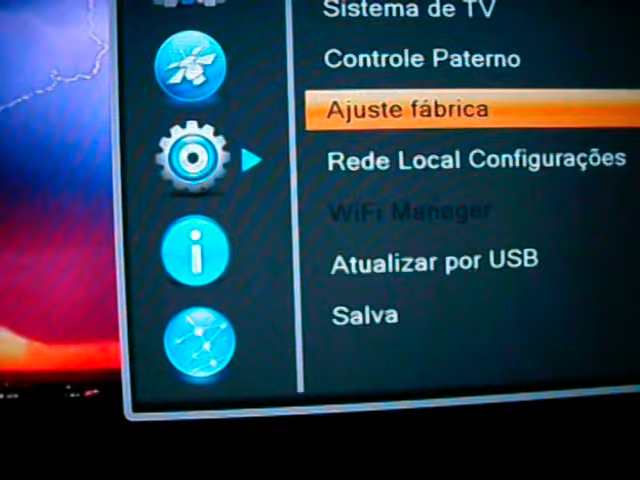 Sistema de TV
Controle Paterno
Ajuste fábrica
Rede Local Configurações
WiFi Manager
Atualizar por USB
Salva